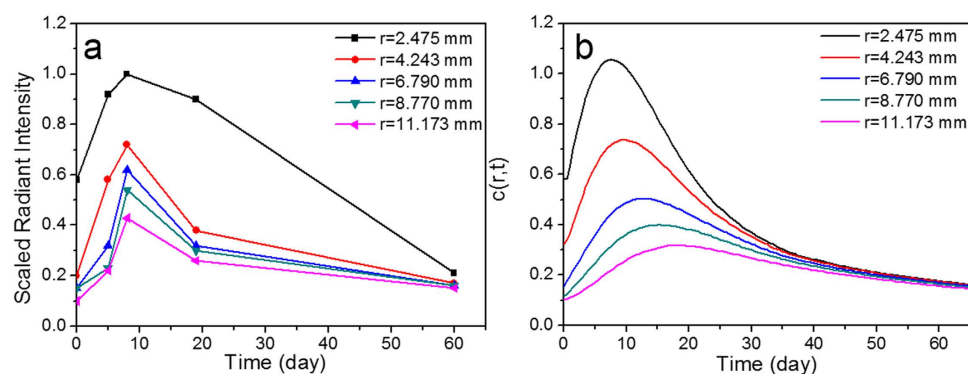 a
Scaled Radiant Intensity
1.2
1.0
0.8
0.6
0.4
0.2
0.0
r=2.475 mm
r=4.243 mm
r=6.790 mm
r=8.770 mm
r=11.173 mm
0 10 20 30 40 50 60
Time (day)
b
c(r,t)
1.2
1.0
0.8
0.6
0.4
0.2
0.0
r=2.475 mm
r=4.243 mm
r=6.790 mm
r=8.770 mm
r=11.173 mm
0 10 20 30 40 50 60
Time (day)